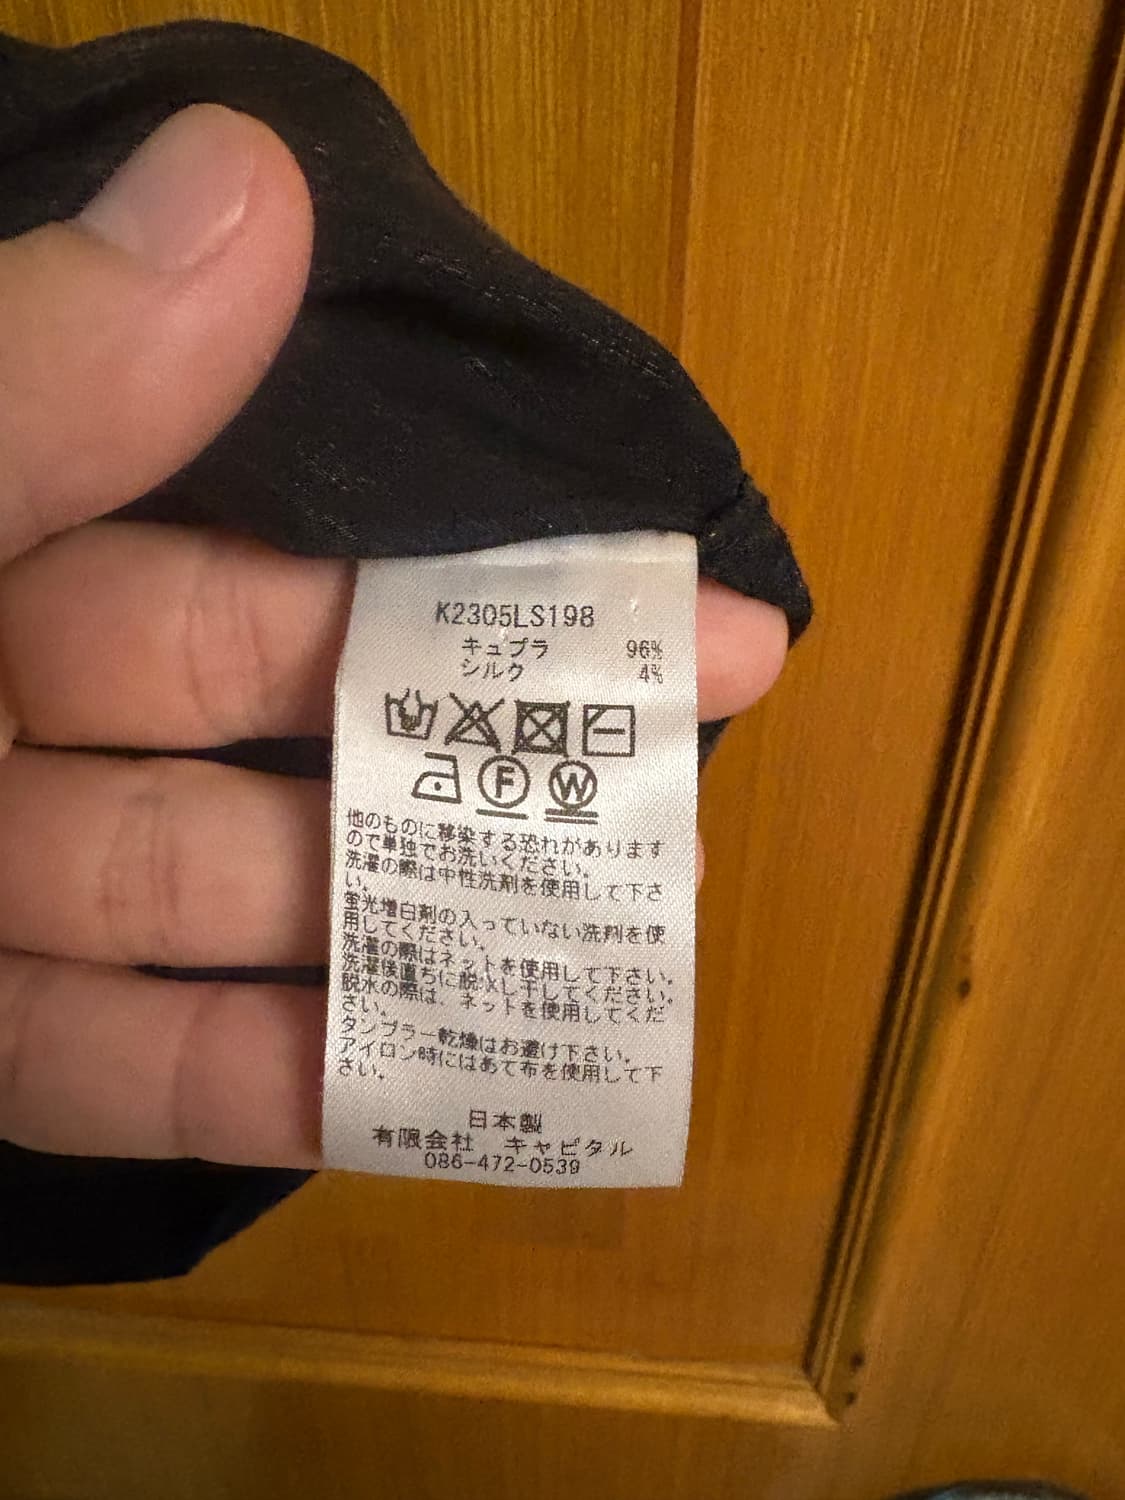 K2305LS198
キュプラ 96%
シルク 4%
F W
他のものに移染する恐れがあります
ので単独でお洗いください。
洗濯の際は中性洗剤を使用して下さ
い。
蛍光増白剤の入っていない洗剤を使
用してください。
洗濯の際はネットを使用して下さい。
洗濯後直ちに脱水し干してください。
脱水の際は、ネットを使用してくだ
さい。
タンブラー乾燥はお避け下さい。
アイロン時にはあて布を使用して下
さい。
日本製
有限会社 キャピタル
086-472-0539